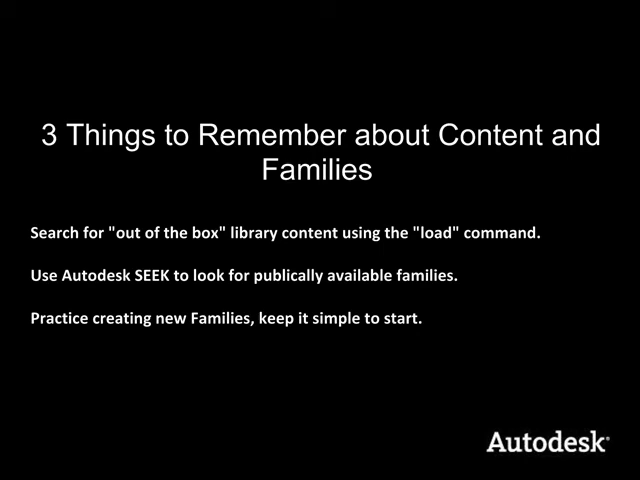 3 Things to Remember about Content and
Families
Search for "out of the box" library content using the "load" command.
Use Autodesk SEEK to look for publically available families.
Practice creating new Families, keep it simple to start.
Autodesk®